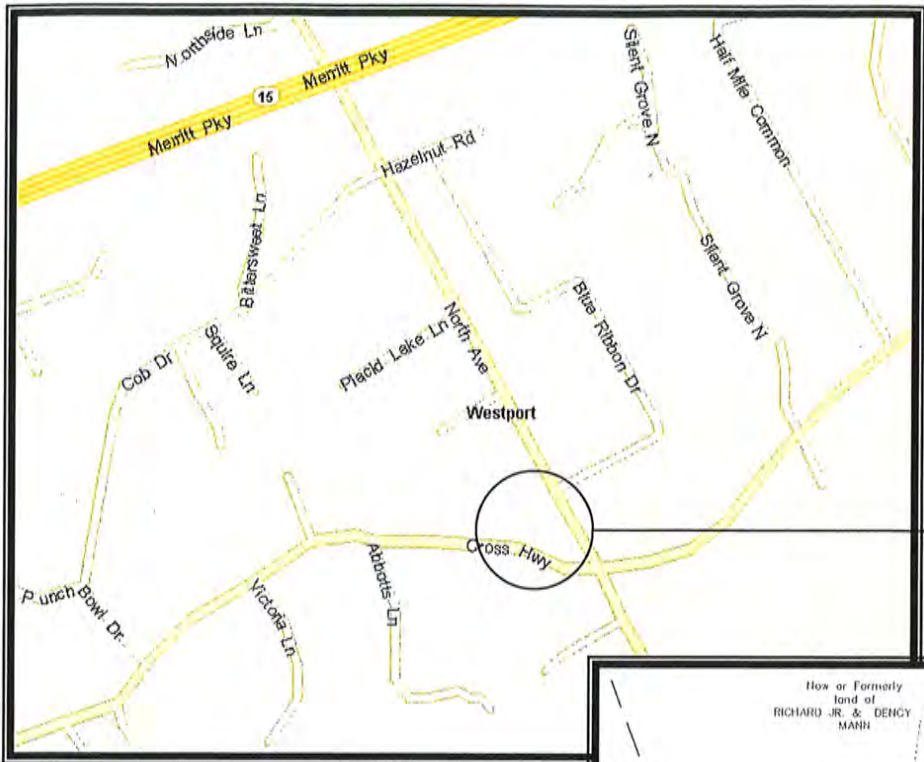 Northside Ln
Merritt Pky
15
Merritt Pky
Silent Grove N
Half Mile Common
Hazelnut Rd
Bittersweet Ln
Silent Grove N
Blue Ribbon Dr
North Ave
Placid Lake Ln
Squire Ln
Cob Dr
Westport
Cross Hwy
Abbotts Ln
Victoria Ln
Punch Bowl Dr
Now or Formerly
land of
RICHARD JR. & DENCY
MANN